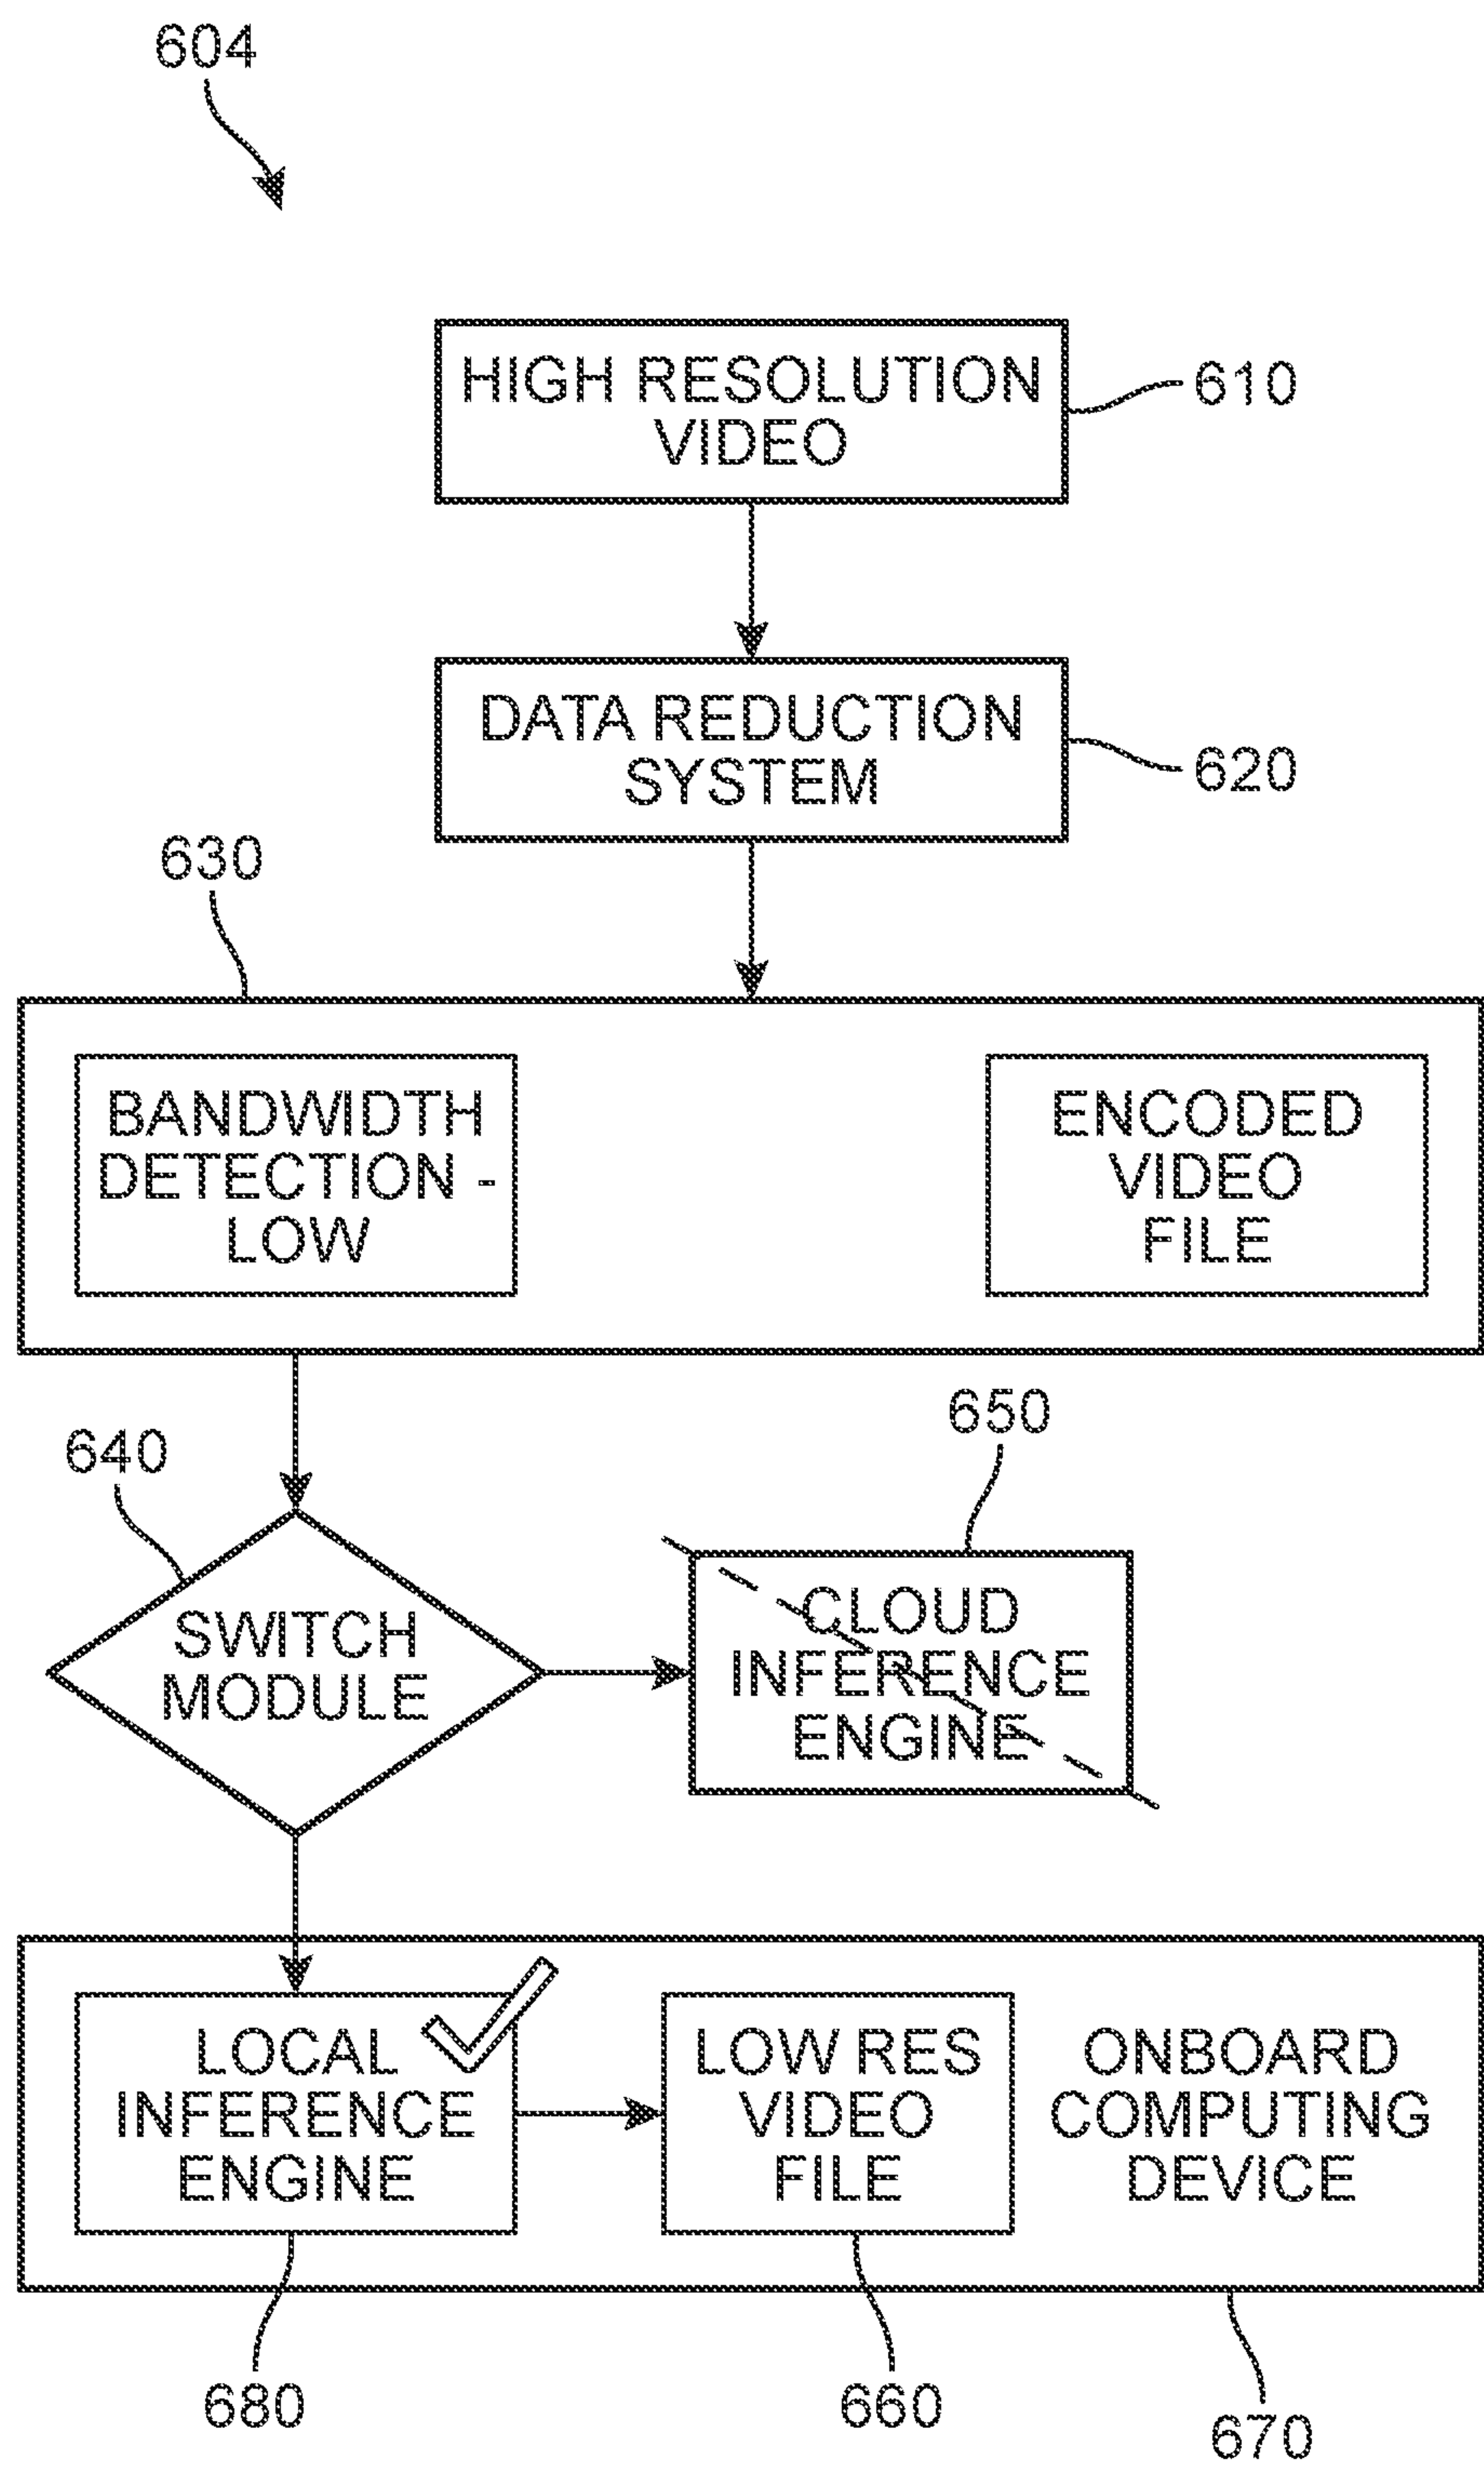 604
HIGH RESOLUTION
VIDEO
610
DATA REDUCTION
SYSTEM
620
630
BANDWIDTH
DETECTION -
LOW
ENCODED
VIDEO
FILE
640
650
SWITCH
MODULE
CLOUD
INFERENCE
ENGINE
LOCAL
INFERENCE
ENGINE
LOW RES
VIDEO
FILE
ONBOARD
COMPUTING
DEVICE
680
660
670